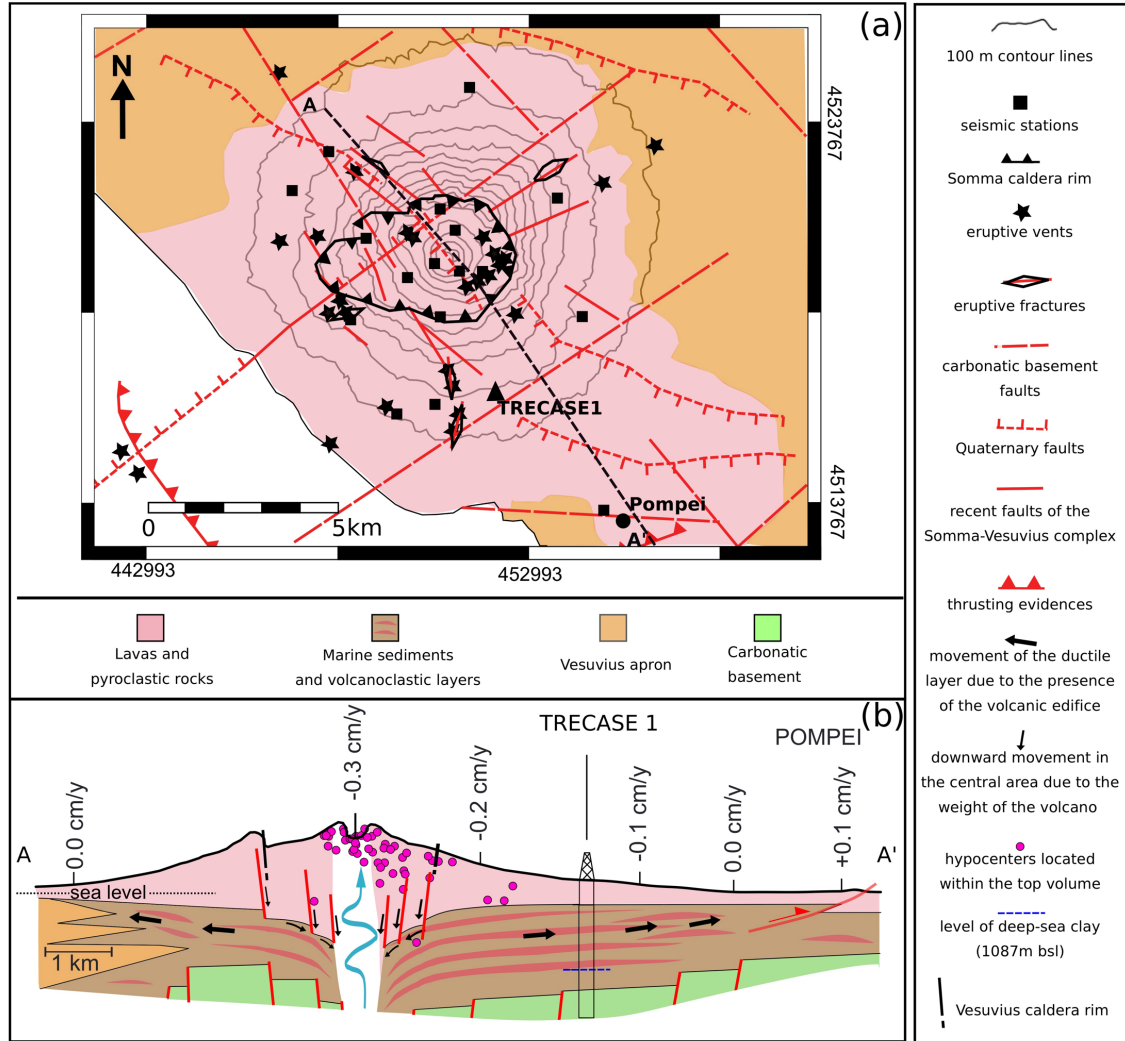 (a)
N
A
4523767
TRECASE1
4513767
Pompei
A'
0
5km
442993
452993
Lavas and
pyroclastic rocks
Marine sediments
and volcanoclastic layers
Vesuvius apron
Carbonatic
basement
(b)
TRECASE 1
POMPEI
0.0 cm/y
-0.3 cm/y
-0.2 cm/y
-0.1 cm/y
0.0 cm/y
+0.1 cm/y
A
A'
sea level
1 km
100 m contour lines
seismic stations
Somma caldera rim
eruptive vents
eruptive fractures
carbonatic basement
faults
Quaternary faults
recent faults of the
Somma-Vesuvius complex
thrusting evidences
movement of the ductile
layer due to the presence
of the volcanic edifice
downward movement in
the central area due to the
weight of the volcano
hypocenters located
within the top volume
level of deep-sea clay
(1087m bsl)
Vesuvius caldera rim